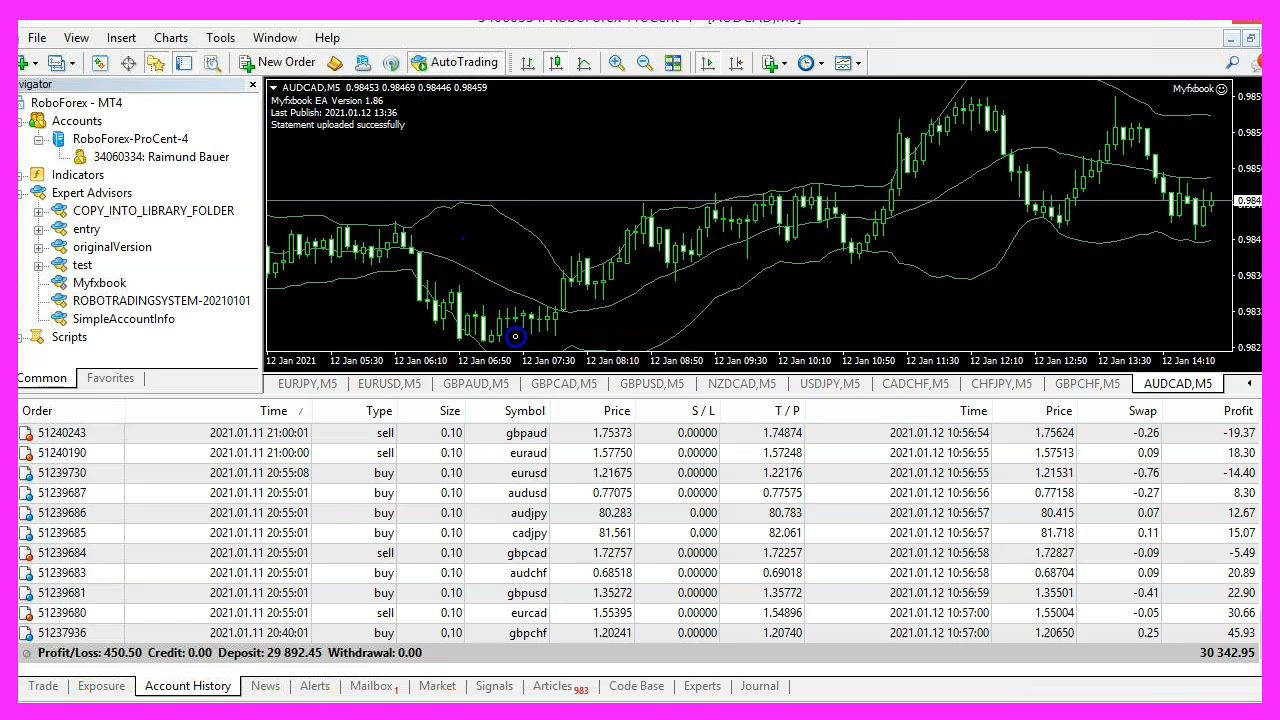 File View Insert Charts Tools Window Help
New Order AutoTrading
vigator
RoboForex - MT4
Accounts
RoboForex-ProCent-4
34060334: Raimund Bauer
Indicators
Expert Advisors
COPY_INTO_LIBRARY_FOLDER
entry
originalVersion
test
Myfxbook
ROBOTRADINGSYSTEM-20210101
SimpleAccountInfo
Scripts
Common Favorites
AUDCAD,M5 0.98453 0.98469 0.98446 0.98459
Myfxbook EA Version 1.86
Last Publish: 2021.01.12 13:36
Statement uploaded successfully
Myfxbook
0.985
0.985
0.985
0.984
0.984
0.983
0.983
0.982
12 Jan 2021 12 Jan 05:30 12 Jan 06:10 12 Jan 06:50 12 Jan 07:30 12 Jan 08:10 12 Jan 08:50 12 Jan 09:30 12 Jan 10:10 12 Jan 10:50 12 Jan 11:30 12 Jan 12:10 12 Jan 12:50 12 Jan 13:30 12 Jan 14:10
EURJPY,M5 EURUSD,M5 GBPAUD,M5 GBPCAD,M5 GBPUSD,M5 NZDCAD,M5 USDJPY,M5 CADCHF,M5 CHFJPY,M5 GBPCHF,M5 AUDCAD,M5
Order Time / Type Size Symbol Price S / L T / P Time Price Swap Profit
51240243 2021.01.11 21:00:01 sell 0.10 gbpaud 1.75373 0.00000 1.74874 2021.01.12 10:56:54 1.75624 -0.26 -19.37
51240190 2021.01.11 21:00:00 sell 0.10 euraud 1.57750 0.00000 1.57248 2021.01.12 10:56:55 1.57513 0.09 18.30
51239730 2021.01.11 20:55:08 buy 0.10 eurusd 1.21675 0.00000 1.22176 2021.01.12 10:56:55 1.21531 -0.76 -14.40
51239687 2021.01.11 20:55:01 buy 0.10 audusd 0.77075 0.00000 0.77575 2021.01.12 10:56:56 0.77158 -0.27 8.30
51239686 2021.01.11 20:55:01 buy 0.10 audjpy 80.283 0.000 80.783 2021.01.12 10:56:57 80.415 0.07 12.67
51239685 2021.01.11 20:55:01 buy 0.10 cadjpy 81.561 0.000 82.061 2021.01.12 10:56:57 81.718 0.11 15.07
51239684 2021.01.11 20:55:01 sell 0.10 gbpcad 1.72757 0.00000 1.72257 2021.01.12 10:56:58 1.72827 -0.09 -5.49
51239683 2021.01.11 20:55:01 buy 0.10 audchf 0.68518 0.00000 0.69018 2021.01.12 10:56:58 0.68704 0.09 20.89
51239681 2021.01.11 20:55:01 buy 0.10 gbpusd 1.35272 0.00000 1.35772 2021.01.12 10:56:59 1.35501 -0.41 22.90
51239680 2021.01.11 20:55:01 sell 0.10 eurcad 1.55395 0.00000 1.54896 2021.01.12 10:57:00 1.55004 -0.05 30.66
51237936 2021.01.11 20:40:01 buy 0.10 gbpchf 1.20241 0.00000 1.20740 2021.01.12 10:57:00 1.20650 0.25 45.93
Profit/Loss: 450.50 Credit: 0.00 Deposit: 29 892.45 Withdrawal: 0.00 30 342.95
Trade Exposure Account History News Alerts Mailbox 1 Market Signals Articles 983 Code Base Experts Journal